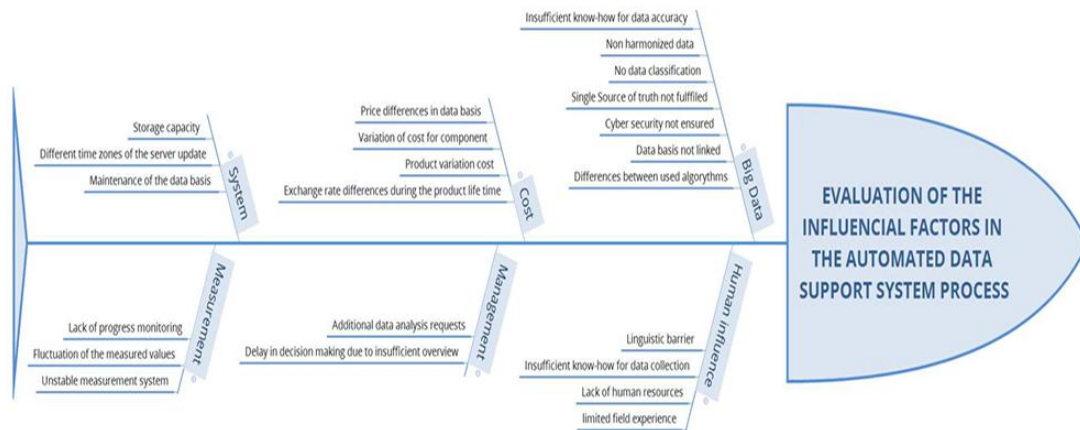 Insufficient know-how for data accuracy
Non harmonized data
No data classification
Single Source of truth not fulffiled
Cyber security not ensured
Data basis not linked
Differences between used algorythms
Big Data
Price differences in data basis
Variation of cost for component
Product variation cost
Exchange rate differences during the product life time
Cost
Storage capacity
Different time zones of the server update
Maintenance of the data basis
System
EVALUATION OF THE
INFLUENCIAL FACTORS IN
THE AUTOMATED DATA
SUPPORT SYSTEM PROCESS
Measurement
Lack of progress monitoring
Fluctuation of the measured values
Unstable measurement system
Management
Additional data analysis requests
Delay in decision making due to insufficient overview
Human influence
Linguistic barrier
Insufficient know-how for data collection
Lack of human resources
limited field experience